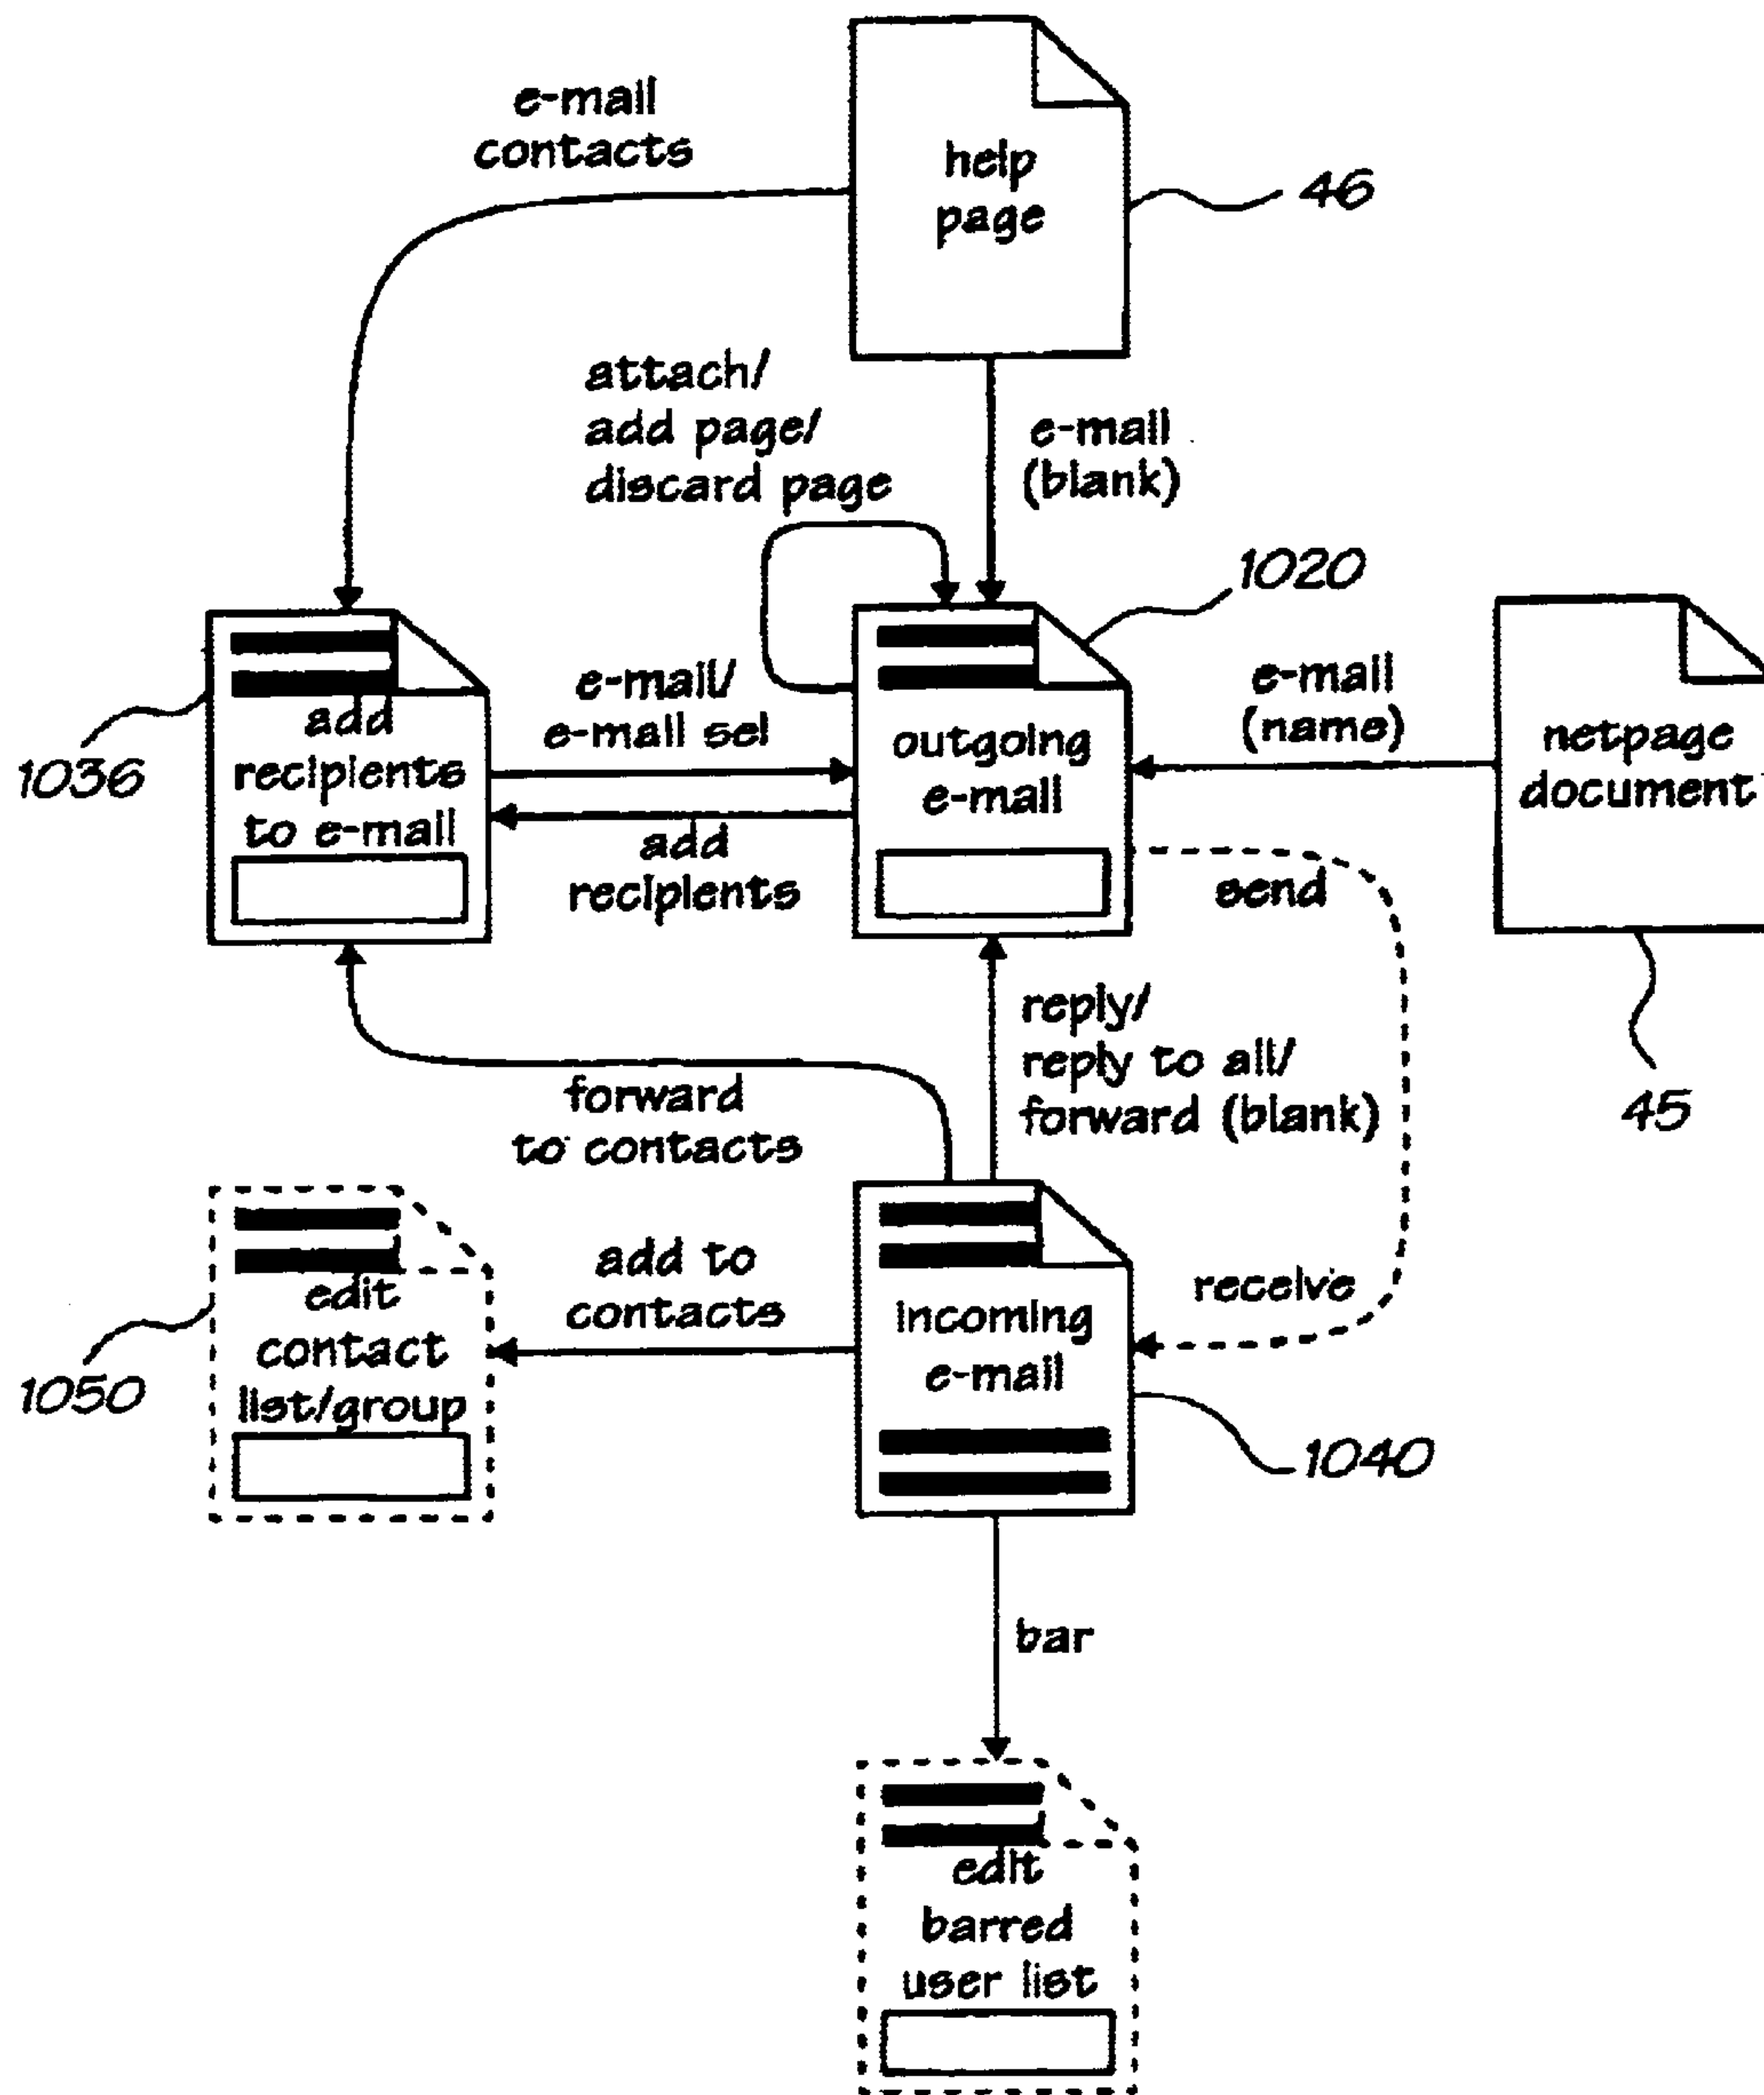 e-mail
contacts
help
page
46
attach/
add page/
discard page
e-mail
(blank)
1020
1036
add
recipients
to e-mail
e-mail/
e-mail sel
add
recipients
outgoing
e-mail
e-mail
(name)
netpage
document
send
45
forward
to contacts
reply/
reply to all/
forward (blank)
1050
edit
contact
list/group
add to
contacts
incoming
e-mail
receive
1040
bar
edit
barred
user list